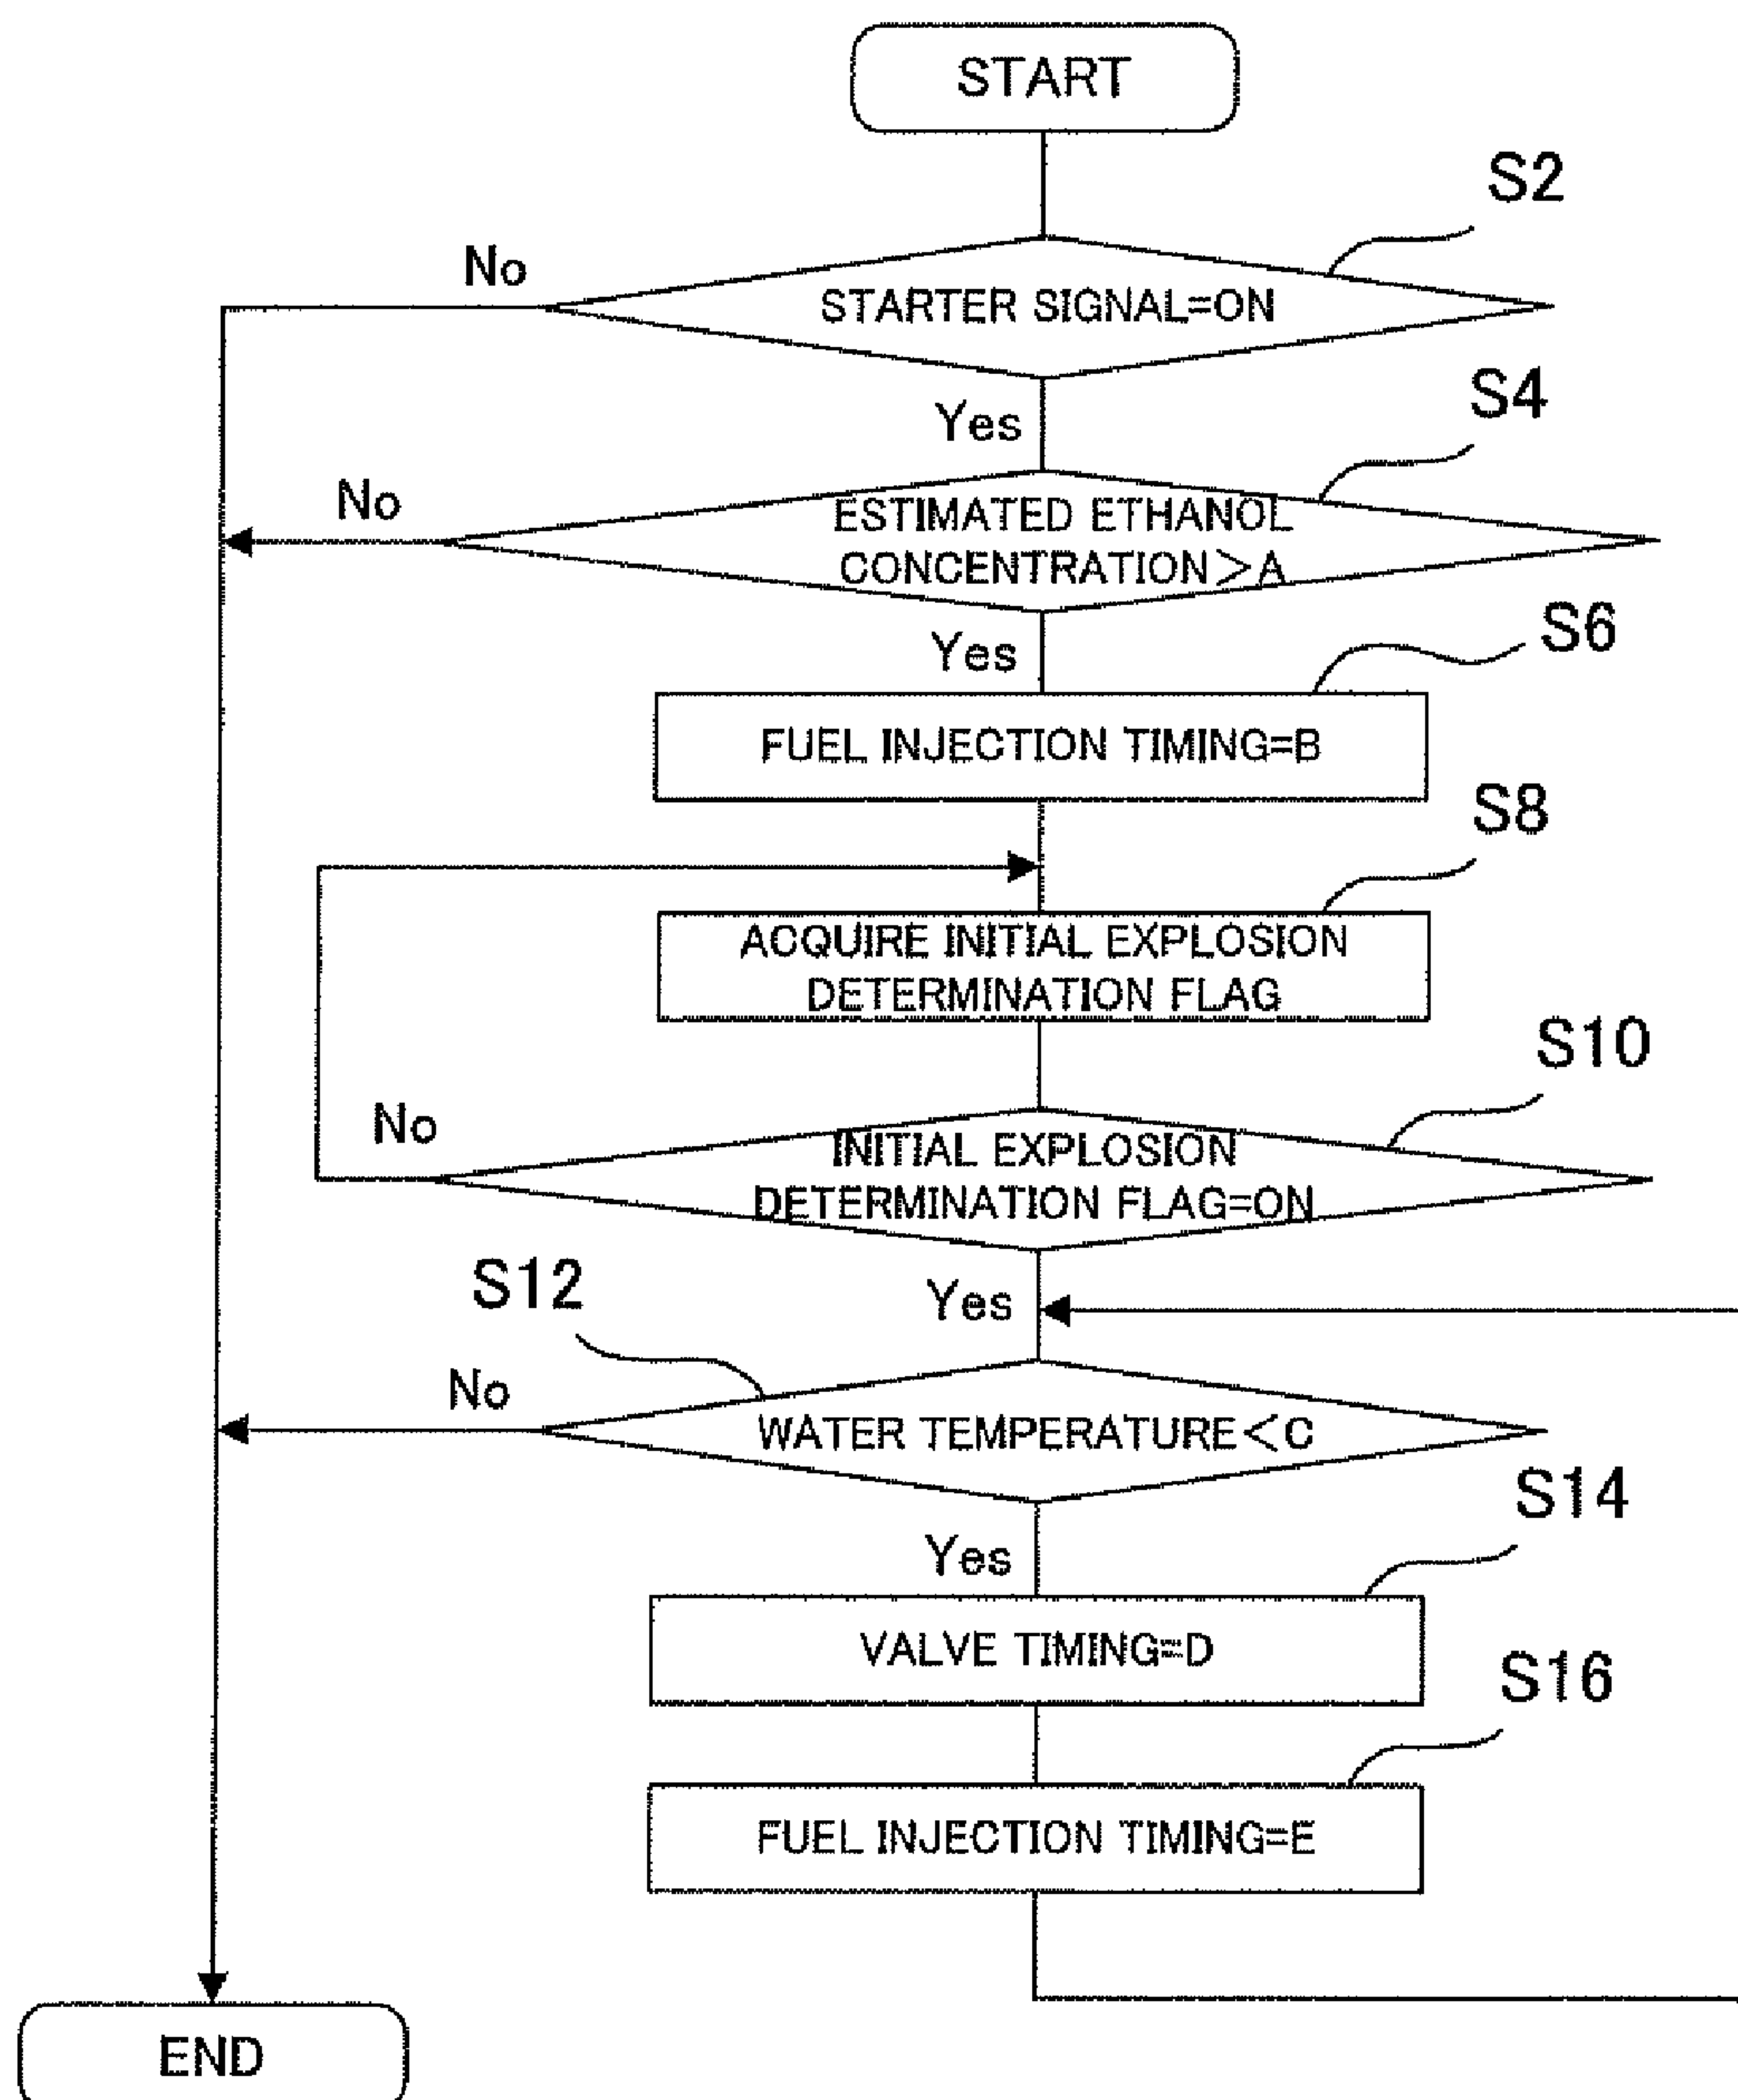 START
S2
No
STARTER SIGNAL=ON
Yes
S4
No
ESTIMATED ETHANOL
CONCENTRATION>A
Yes
S6
FUEL INJECTION TIMING=B
S8
ACQUIRE INITIAL EXPLOSION
DETERMINATION FLAG
S10
No
INITIAL EXPLOSION
DETERMINATION FLAG=ON
S12
Yes
No
WATER TEMPERATURE<C
S14
Yes
VALVE TIMING=D
S16
FUEL INJECTION TIMING=E
END